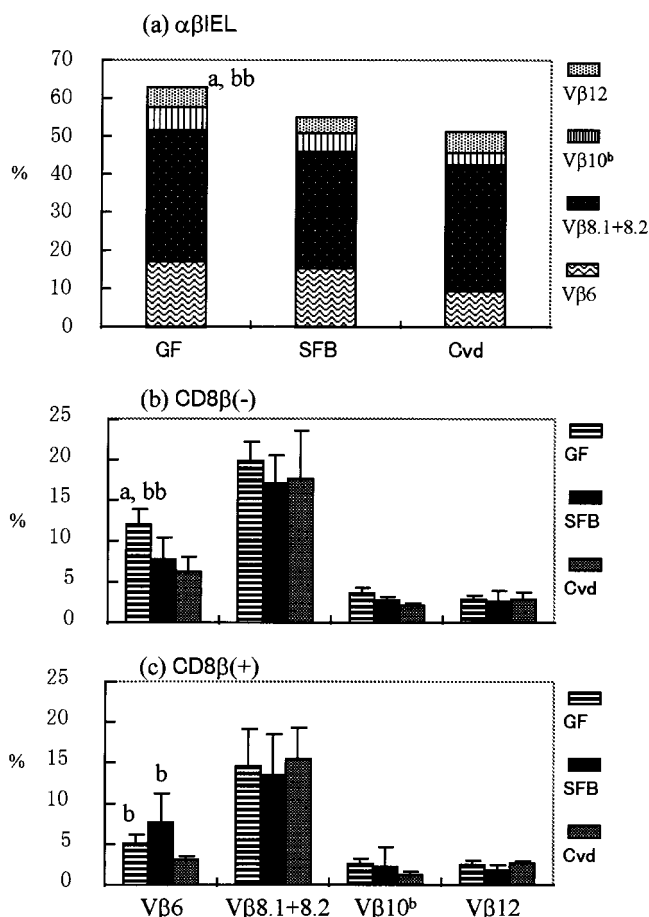 (a) αβIEL
70
60
50
40
30
20
10
0
%
a, bb
GF SFB Cvd
Vβ12
Vβ10ᵇ
Vβ8.1+8.2
Vβ6
(b) CD8β(-)
25
20
15
10
5
0
%
a, bb
GF
SFB
Cvd
(c) CD8β(+)
25
20
15
10
5
0
%
b
b
GF
SFB
Cvd
Vβ6 Vβ8.1+8.2 Vβ10ᵇ Vβ12